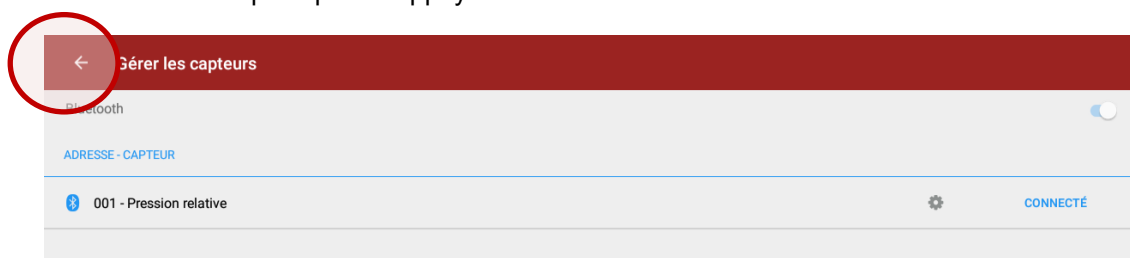 Gérer les capteurs
Bluetooth
ADRESSE - CAPTEUR
001 - Pression relative
CONNECTÉ